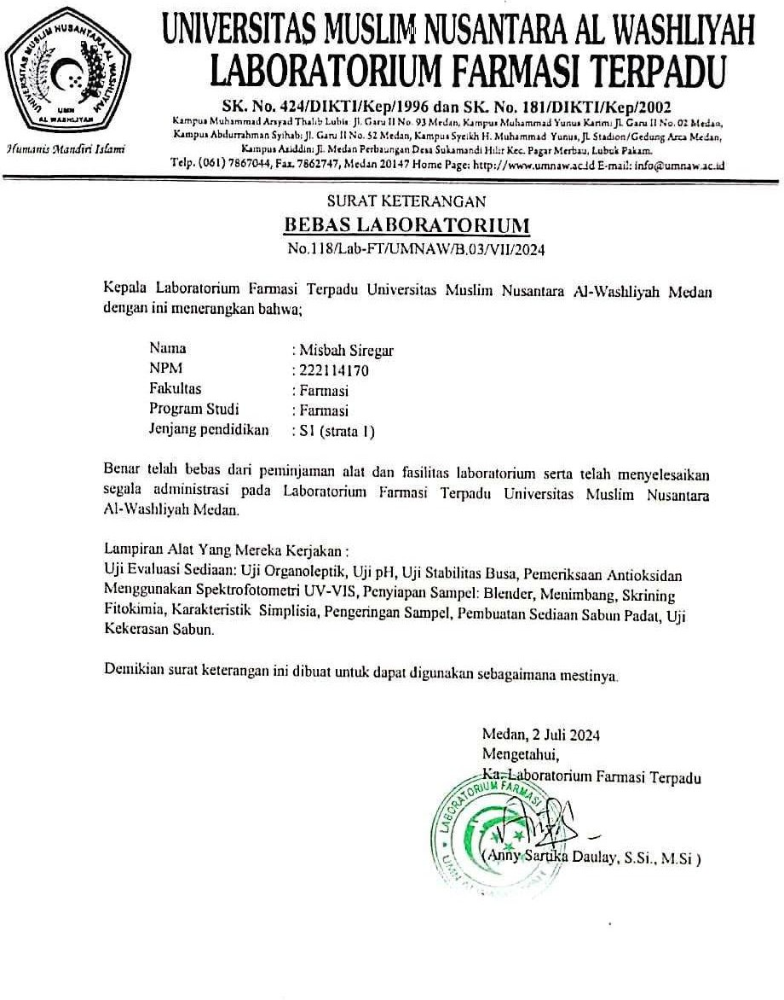 UNIVERSITAS MUSLIM NUSANTARA AL WASHLIYAH
LABORATORIUM FARMASI TERPADU
SK. No. 424/DIKTI/Kep/1996 dan SK. No. 181/DIKTI/Kep/2002
Kampus Muhammad Arsyad Thalib Lubis Jl. Garu II No. 93 Medan, Kampus Muhammad Yunus Karim: Jl. Garu II No. 02 Medan,
Kampus Abdurrahman Syihab: Jl. Garu II No. 52 Medan, Kampus Syeikh H. Muhammad Yunus, JL Stadion/Gedung Arca Medan,
Kampus Aziddin: Jl. Medan Perbaungan Desa Sukamandi Hilir Kec. Pagar Merbau, Lubuk Pakam.
Telp. (061) 7867044, Fax. 7862747, Medan 20147 Home Page: http://www.umnaw.ac.id E-mail: info@umnaw.ac.id
UNIVERSITAS MUSLIM NUSANTARA AL WASHLIYAH
UMN
AL WASHLIYAH
Humanis Mandiri Islami
SURAT KETERANGAN
BEBAS LABORATORIUM
No.118/Lab-FT/UMNAW/B.03/VII/2024
Kepala Laboratorium Farmasi Terpadu Universitas Muslim Nusantara Al-Washliyah Medan
dengan ini menerangkan bahwa;
Nama : Misbah Siregar
NPM : 222114170
Fakultas : Farmasi
Program Studi : Farmasi
Jenjang pendidikan : S1 (strata 1)
Benar telah bebas dari peminjaman alat dan fasilitas laboratorium serta telah menyelesaikan
segala administrasi pada Laboratorium Farmasi Terpadu Universitas Muslim Nusantara
Al-Washliyah Medan.
Lampiran Alat Yang Mereka Kerjakan :
Uji Evaluasi Sediaan: Uji Organoleptik, Uji pH, Uji Stabilitas Busa, Pemeriksaan Antioksidan
Menggunakan Spektrofotometri UV-VIS, Penyiapan Sampel: Blender, Menimbang, Skrining
Fitokimia, Karakteristik Simplisia, Pengeringan Sampel, Pembuatan Sediaan Sabun Padat, Uji
Kekerasan Sabun.
Demikian surat keterangan ini dibuat untuk dapat digunakan sebagaimana mestinya.
Medan, 2 Juli 2024
Mengetahui,
Ka. Laboratorium Farmasi Terpadu
LABORATORIUM FARMASI
UMN
(Anny Sartika Daulay, S.Si., M.Si )